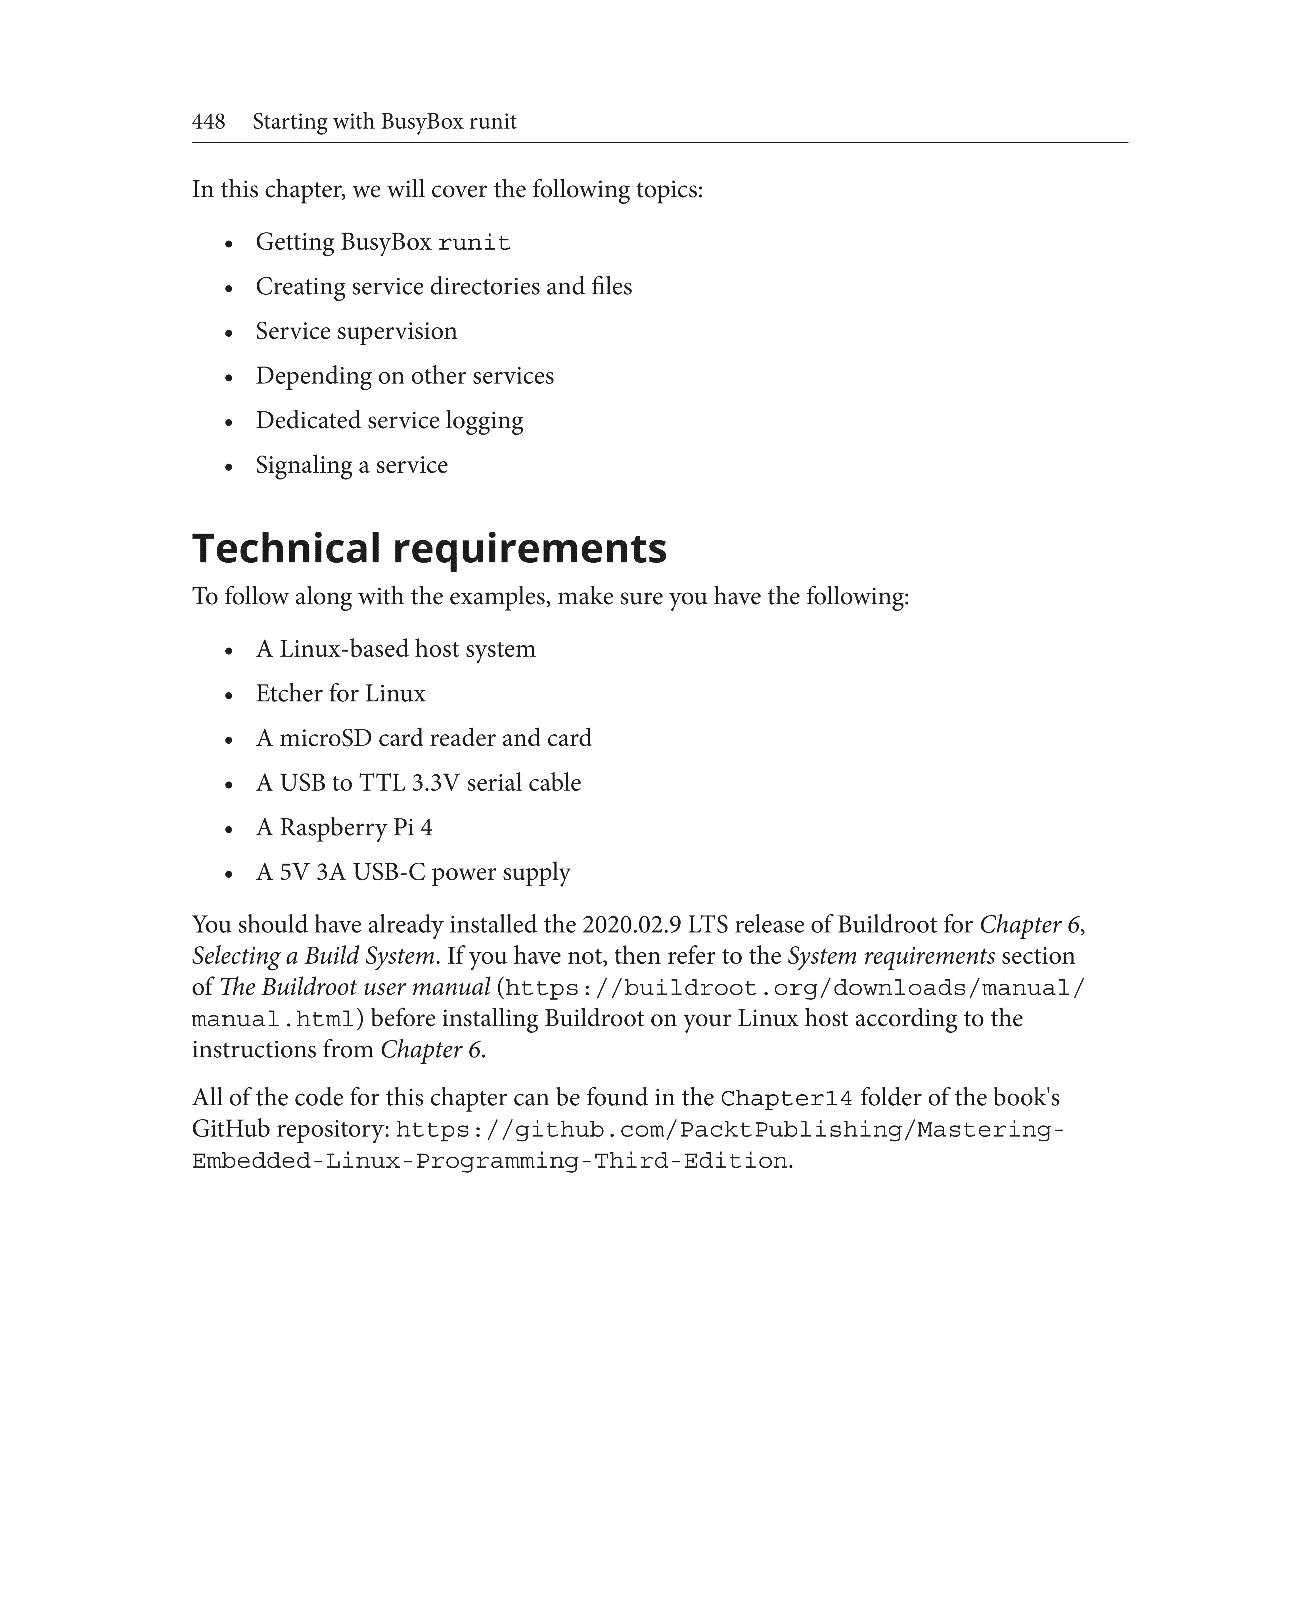 448 Starting with BusyBox runit
In this chapter, we will cover the following topics:
• Getting BusyBox runit
• Creating service directories and files
• Service supervision
• Depending on other services
• Dedicated service logging
• Signaling a service
Technical requirements
To follow along with the examples, make sure you have the following:
• A Linux-based host system
• Etcher for Linux
• A microSD card reader and card
• A USB to TTL 3.3V serial cable
• A Raspberry Pi 4
• A 5V 3A USB-C power supply
You should have already installed the 2020.02.9 LTS release of Buildroot for Chapter 6,
Selecting a Build System. If you have not, then refer to the System requirements section
of The Buildroot user manual (https://buildroot.org/downloads/manual/
manual.html) before installing Buildroot on your Linux host according to the
instructions from Chapter 6.
All of the code for this chapter can be found in the Chapter14 folder of the book's
GitHub repository: https://github.com/PacktPublishing/Mastering-
Embedded-Linux-Programming-Third-Edition.